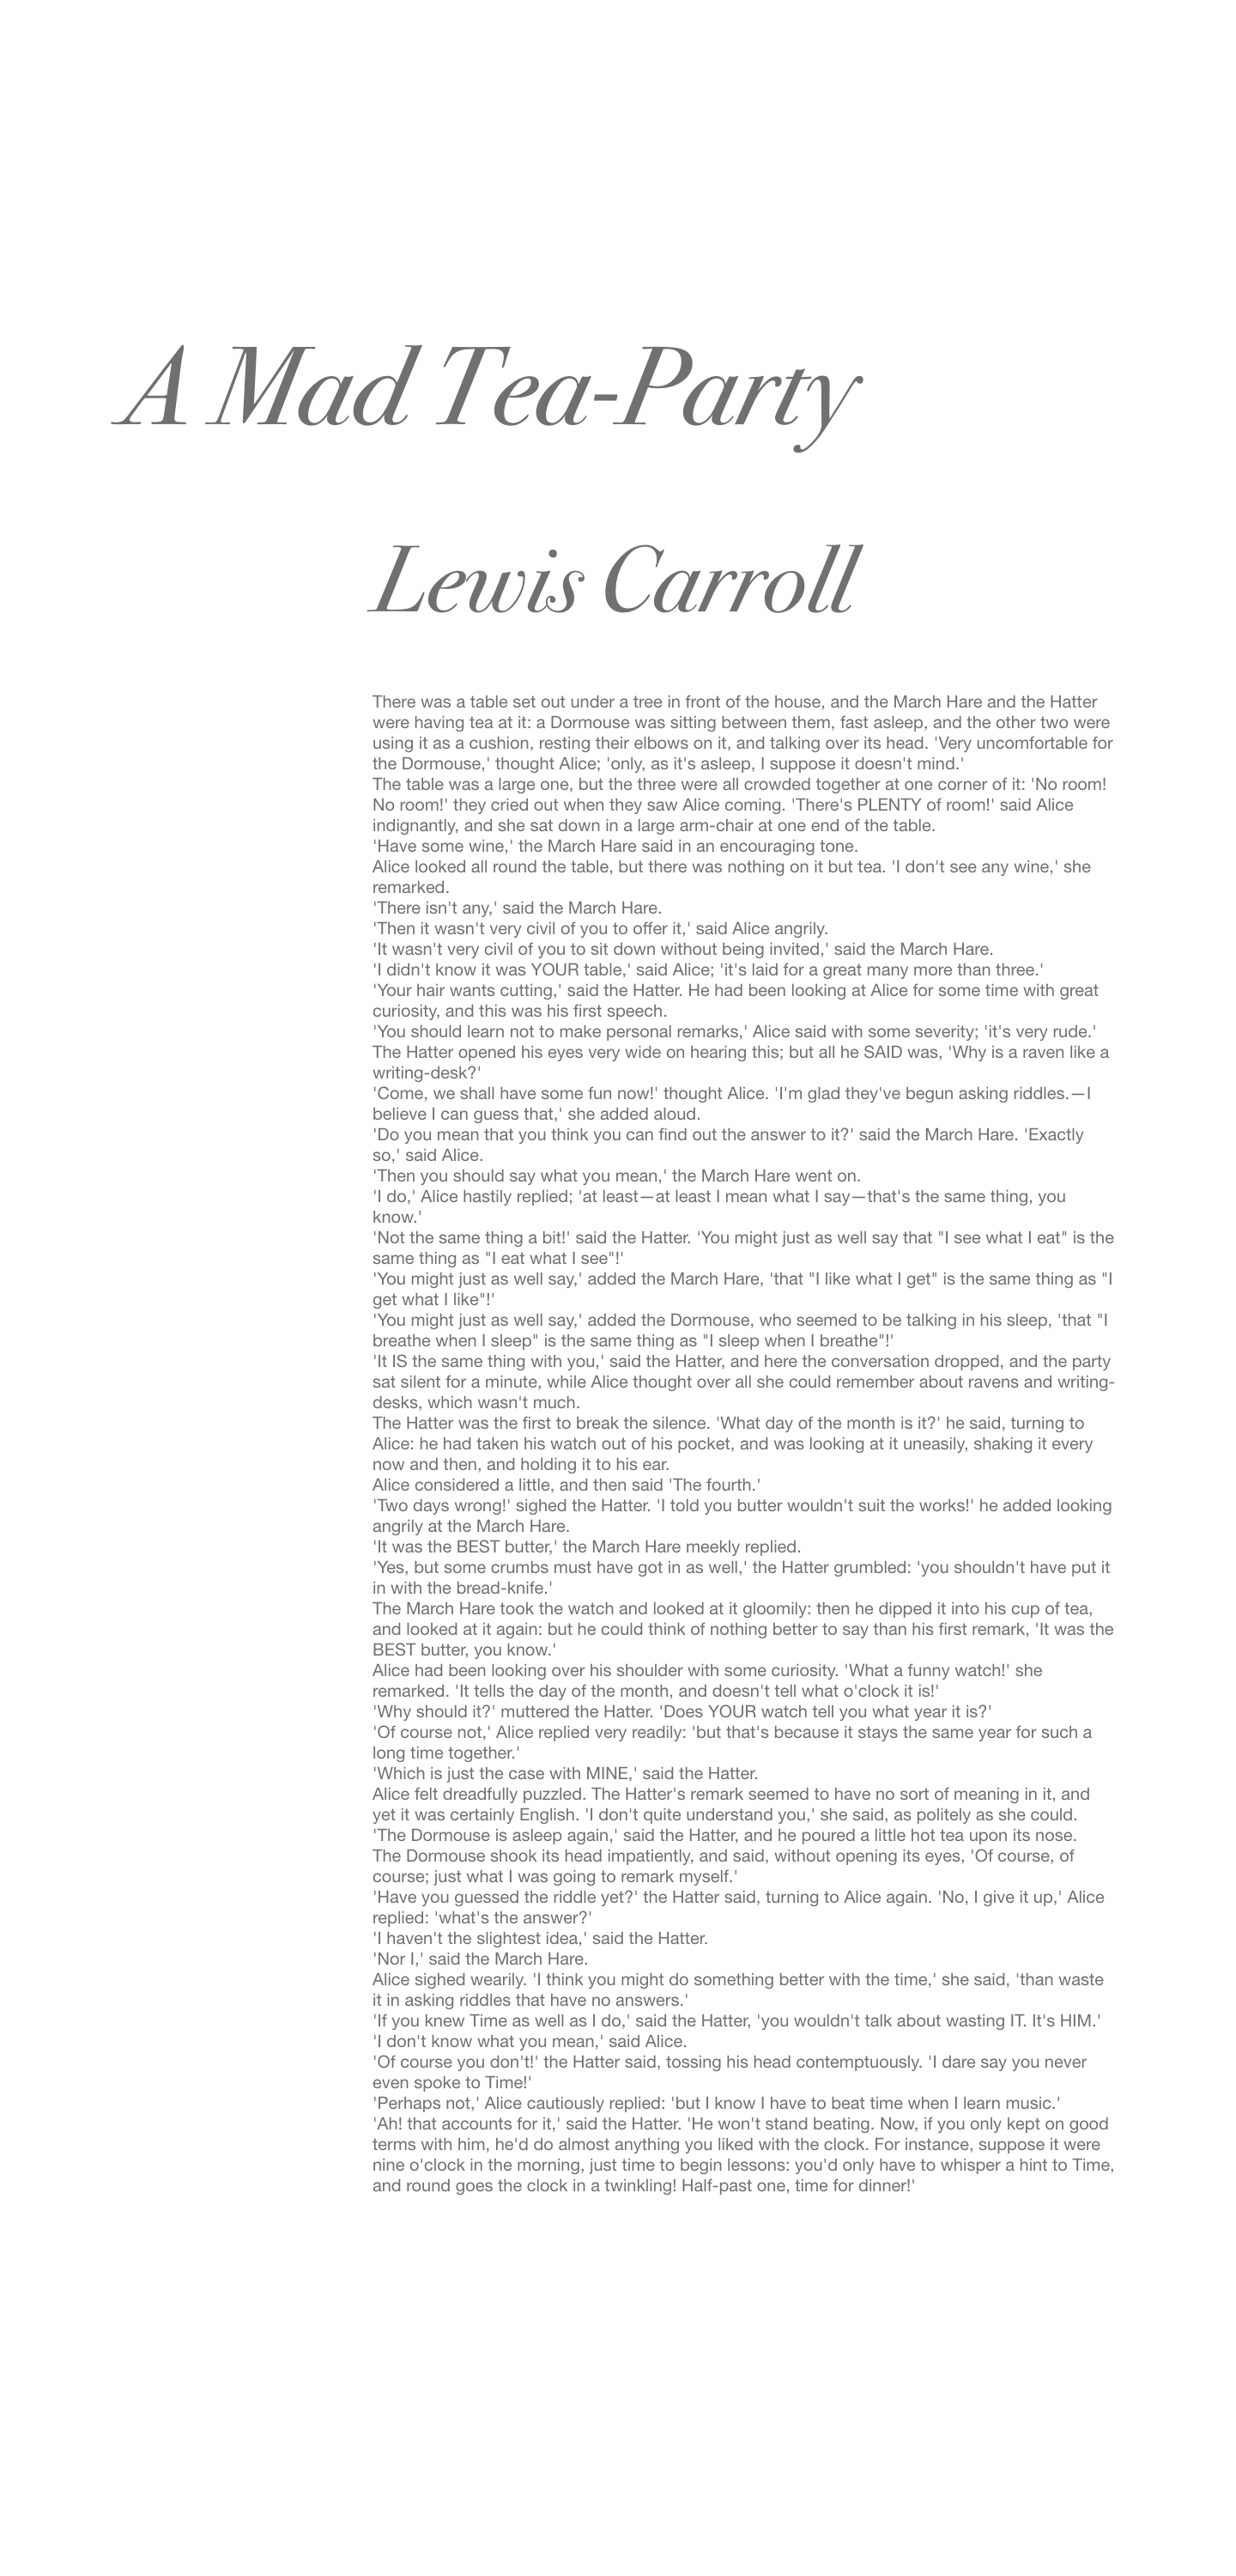 A Mad Tea-Party
Lewis Carroll
There was a table set out under a tree in front of the house, and the March Hare and the Hatter
were having tea at it: a Dormouse was sitting between them, fast asleep, and the other two were
using it as a cushion, resting their elbows on it, and talking over its head. 'Very uncomfortable for
the Dormouse,' thought Alice; 'only, as it's asleep, I suppose it doesn't mind.'
The table was a large one, but the three were all crowded together at one corner of it: 'No room!
No room!' they cried out when they saw Alice coming. 'There's PLENTY of room!' said Alice
indignantly, and she sat down in a large arm-chair at one end of the table.
'Have some wine,' the March Hare said in an encouraging tone.
Alice looked all round the table, but there was nothing on it but tea. 'I don't see any wine,' she
remarked.
'There isn't any,' said the March Hare.
'Then it wasn't very civil of you to offer it,' said Alice angrily.
'It wasn't very civil of you to sit down without being invited,' said the March Hare.
'I didn't know it was YOUR table,' said Alice; 'it's laid for a great many more than three.'
'Your hair wants cutting,' said the Hatter. He had been looking at Alice for some time with great
curiosity, and this was his first speech.
'You should learn not to make personal remarks,' Alice said with some severity; 'it's very rude.'
The Hatter opened his eyes very wide on hearing this; but all he SAID was, 'Why is a raven like a
writing-desk?'
'Come, we shall have some fun now!' thought Alice. 'I'm glad they've begun asking riddles.—I
believe I can guess that,' she added aloud.
'Do you mean that you think you can find out the answer to it?' said the March Hare. 'Exactly
so,' said Alice.
'Then you should say what you mean,' the March Hare went on.
'I do,' Alice hastily replied; 'at least—at least I mean what I say—that's the same thing, you
know.'
'Not the same thing a bit!' said the Hatter. 'You might just as well say that "I see what I eat" is the
same thing as "I eat what I see"!'
'You might just as well say,' added the March Hare, 'that "I like what I get" is the same thing as "I
get what I like"!'
'You might just as well say,' added the Dormouse, who seemed to be talking in his sleep, 'that "I
breathe when I sleep" is the same thing as "I sleep when I breathe"!'
'It IS the same thing with you,' said the Hatter, and here the conversation dropped, and the party
sat silent for a minute, while Alice thought over all she could remember about ravens and writing-
desks, which wasn't much.
The Hatter was the first to break the silence. 'What day of the month is it?' he said, turning to
Alice: he had taken his watch out of his pocket, and was looking at it uneasily, shaking it every
now and then, and holding it to his ear.
Alice considered a little, and then said 'The fourth.'
'Two days wrong!' sighed the Hatter. 'I told you butter wouldn't suit the works!' he added looking
angrily at the March Hare.
'It was the BEST butter,' the March Hare meekly replied.
'Yes, but some crumbs must have got in as well,' the Hatter grumbled: 'you shouldn't have put it
in with the bread-knife.'
The March Hare took the watch and looked at it gloomily: then he dipped it into his cup of tea,
and looked at it again: but he could think of nothing better to say than his first remark, 'It was the
BEST butter, you know.'
Alice had been looking over his shoulder with some curiosity. 'What a funny watch!' she
remarked. 'It tells the day of the month, and doesn't tell what o'clock it is!'
'Why should it?' muttered the Hatter. 'Does YOUR watch tell you what year it is?'
'Of course not,' Alice replied very readily: 'but that's because it stays the same year for such a
long time together.'
'Which is just the case with MINE,' said the Hatter.
Alice felt dreadfully puzzled. The Hatter's remark seemed to have no sort of meaning in it, and
yet it was certainly English. 'I don't quite understand you,' she said, as politely as she could.
'The Dormouse is asleep again,' said the Hatter, and he poured a little hot tea upon its nose.
The Dormouse shook its head impatiently, and said, without opening its eyes, 'Of course, of
course; just what I was going to remark myself.'
'Have you guessed the riddle yet?' the Hatter said, turning to Alice again. 'No, I give it up,' Alice
replied: 'what's the answer?'
'I haven't the slightest idea,' said the Hatter.
'Nor I,' said the March Hare.
Alice sighed wearily. 'I think you might do something better with the time,' she said, 'than waste
it in asking riddles that have no answers.'
'If you knew Time as well as I do,' said the Hatter, 'you wouldn't talk about wasting IT. It's HIM.'
'I don't know what you mean,' said Alice.
'Of course you don't!' the Hatter said, tossing his head contemptuously. 'I dare say you never
even spoke to Time!'
'Perhaps not,' Alice cautiously replied: 'but I know I have to beat time when I learn music.'
'Ah! that accounts for it,' said the Hatter. 'He won't stand beating. Now, if you only kept on good
terms with him, he'd do almost anything you liked with the clock. For instance, suppose it were
nine o'clock in the morning, just time to begin lessons: you'd only have to whisper a hint to Time,
and round goes the clock in a twinkling! Half-past one, time for dinner!'